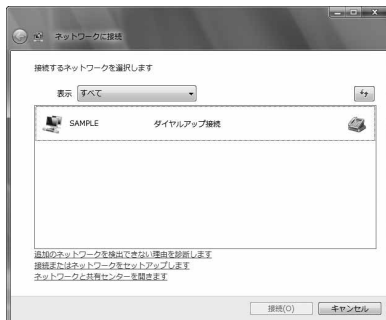 ネットワークに接続
接続するネットワークを選択します
表示 すべて
SAMPLE ダイヤルアップ接続
追加のネットワークを検出できない理由を診断します
接続またはネットワークをセットアップします
ネットワークと共有センターを開きます
接続(O) キャンセル